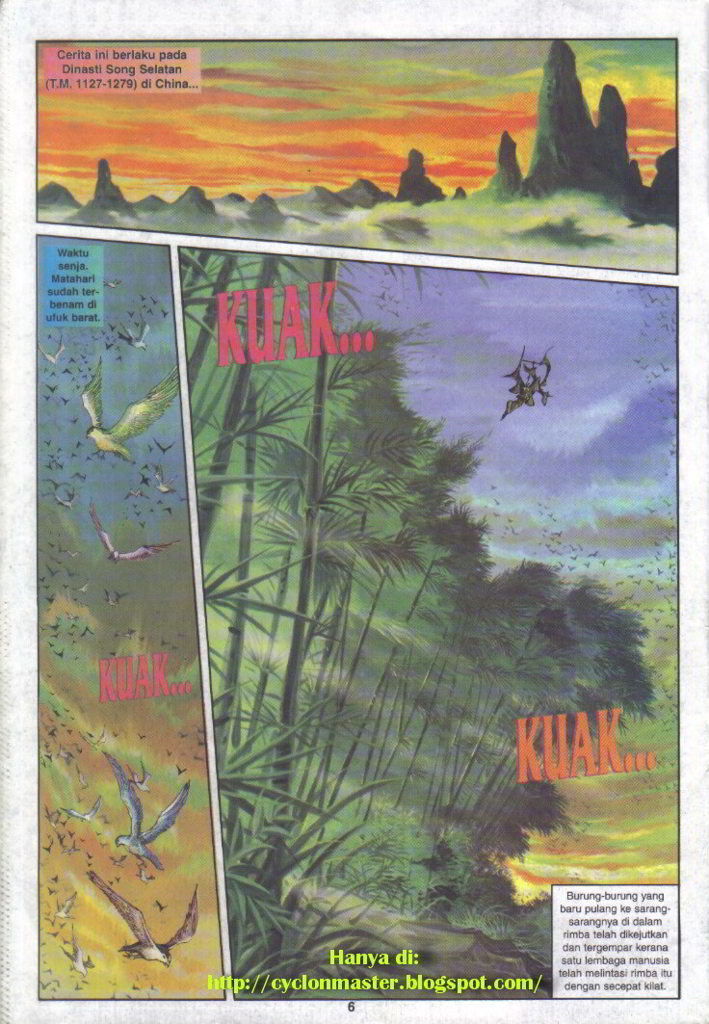 Cerita ini berlaku pada
Dinasti Song Selatan
(T.M. 1127-1279) di China...
Waktu
senja.
Matahari
sudah ter-
benam di
ufuk barat.
KUAK...
KUAK...
KUAK...
Burung-burung yang
baru pulang ke sarang-
sarangnya di dalam
rimba telah dikejutkan
dan tergempar kerana
satu lembaga manusia
telah melintasi rimba itu
dengan secepat kilat.
Hanya di:
http://cyclonmaster.blogspot.com/
6